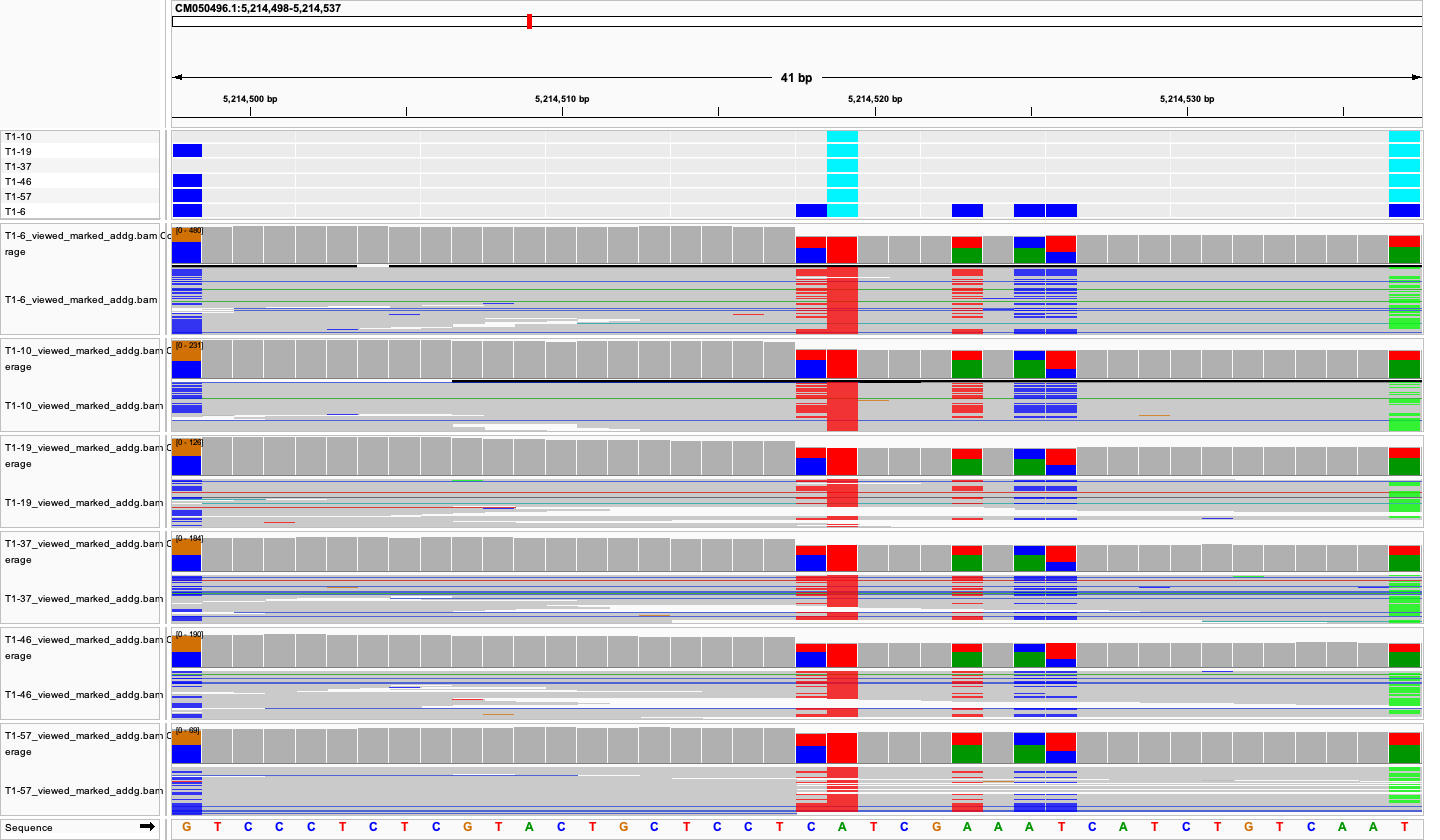 CM050496.1:5,214,498-5,214,537
41 bp
5,214,500 bp 5,214,510 bp 5,214,520 bp 5,214,530 bp
T1-10
T1-19
T1-37
T1-46
T1-57
T1-6
T1-6_viewed_marked_addg.bam Co
rage
[0 - 480]
T1-6_viewed_marked_addg.bam
T1-10_viewed_marked_addg.bam C
erage
[0 - 231]
T1-10_viewed_marked_addg.bam
T1-19_viewed_marked_addg.bam C
erage
[0 - 126]
T1-19_viewed_marked_addg.bam
T1-37_viewed_marked_addg.bam C
erage
[0 - 184]
T1-37_viewed_marked_addg.bam
T1-46_viewed_marked_addg.bam C
erage
[0 - 190]
T1-46_viewed_marked_addg.bam
T1-57_viewed_marked_addg.bam C
erage
[0 - 69]
T1-57_viewed_marked_addg.bam
Sequence G T C C C T C T C G T A C T G C T C C T C A T C G A A A T C A T C T G T C A A T